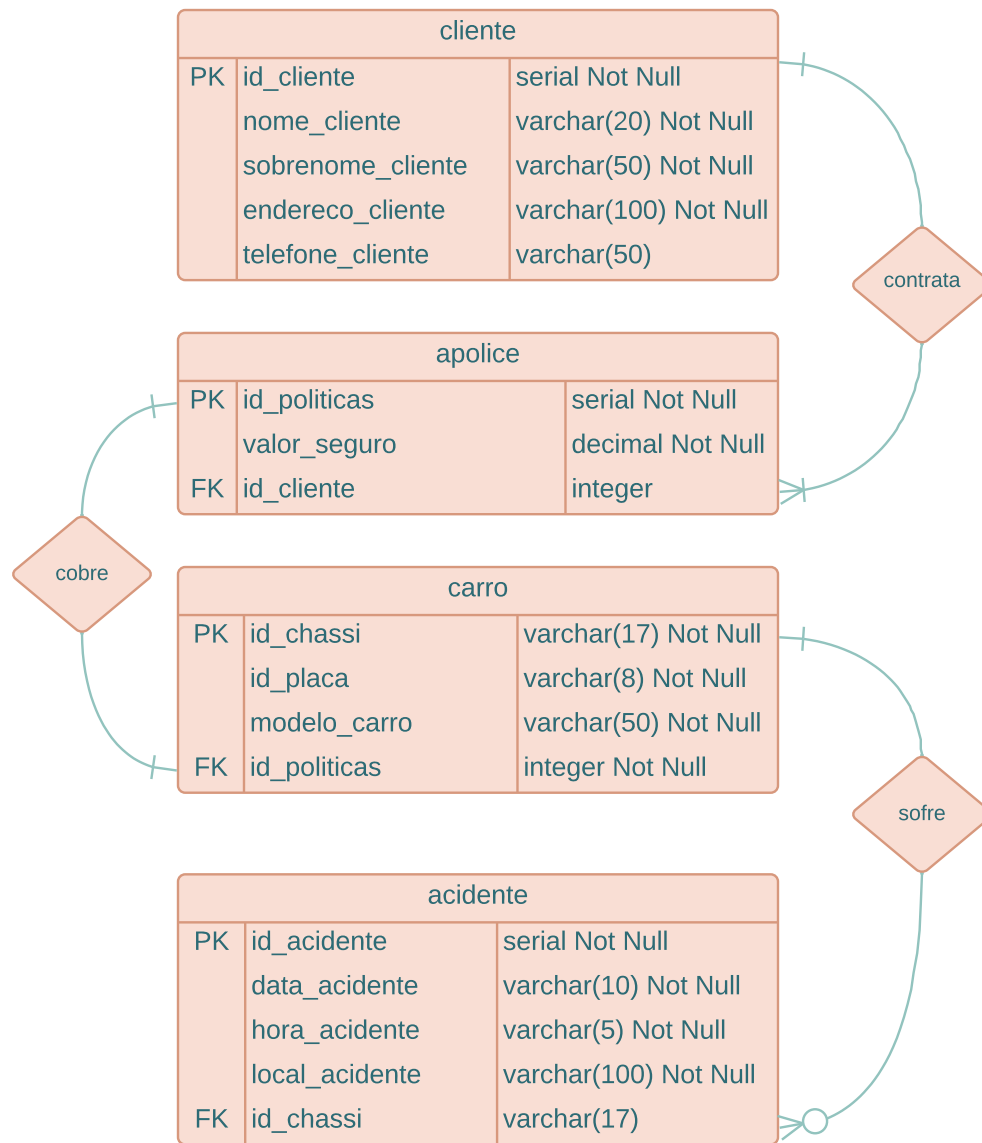 cliente
PK id_cliente serial Not Null
nome_cliente varchar(20) Not Null
sobrenome_cliente varchar(50) Not Null
endereco_cliente varchar(100) Not Null
telefone_cliente varchar(50)
contrata
apolice
PK id_politicas serial Not Null
valor_seguro decimal Not Null
FK id_cliente integer
cobre
carro
PK id_chassi varchar(17) Not Null
id_placa varchar(8) Not Null
modelo_carro varchar(50) Not Null
FK id_politicas integer Not Null
sofre
acidente
PK id_acidente serial Not Null
data_acidente varchar(10) Not Null
hora_acidente varchar(5) Not Null
local_acidente varchar(100) Not Null
FK id_chassi varchar(17)